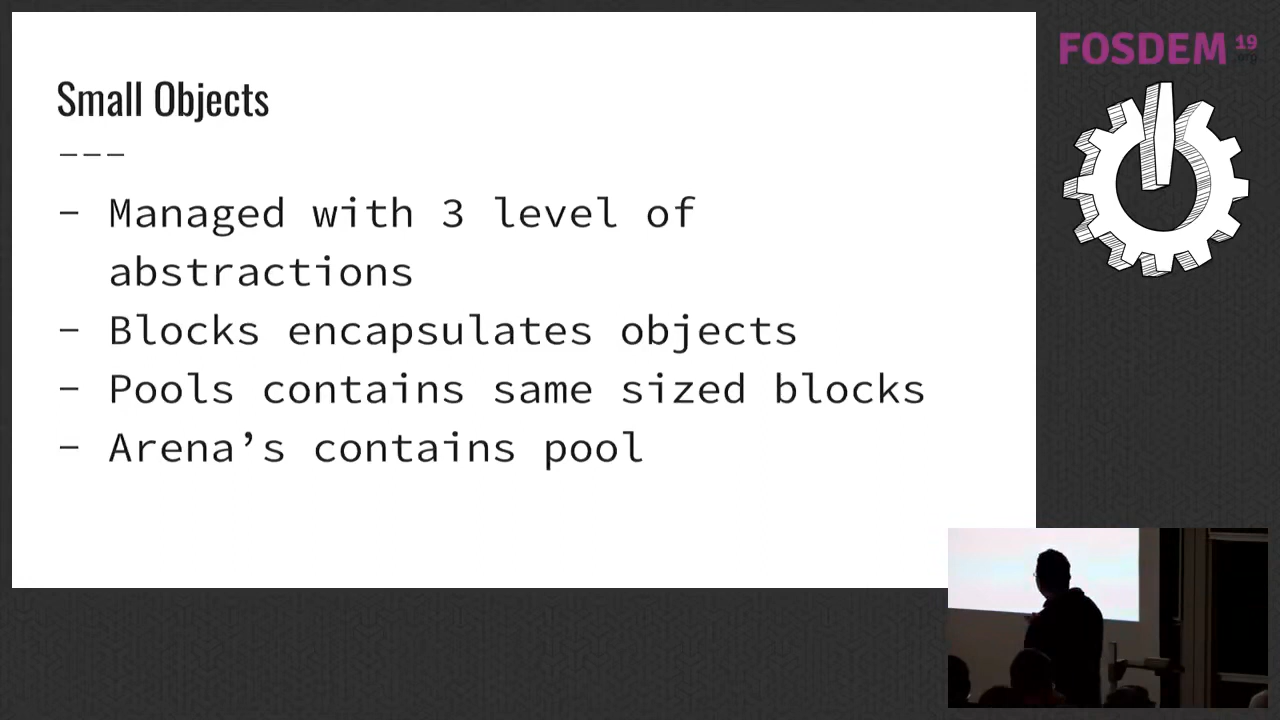 Small Objects
---
- Managed with 3 level of
abstractions
- Blocks encapsulates objects
- Pools contains same sized blocks
- Arena’s contains pool
FOSDEM 19
.org